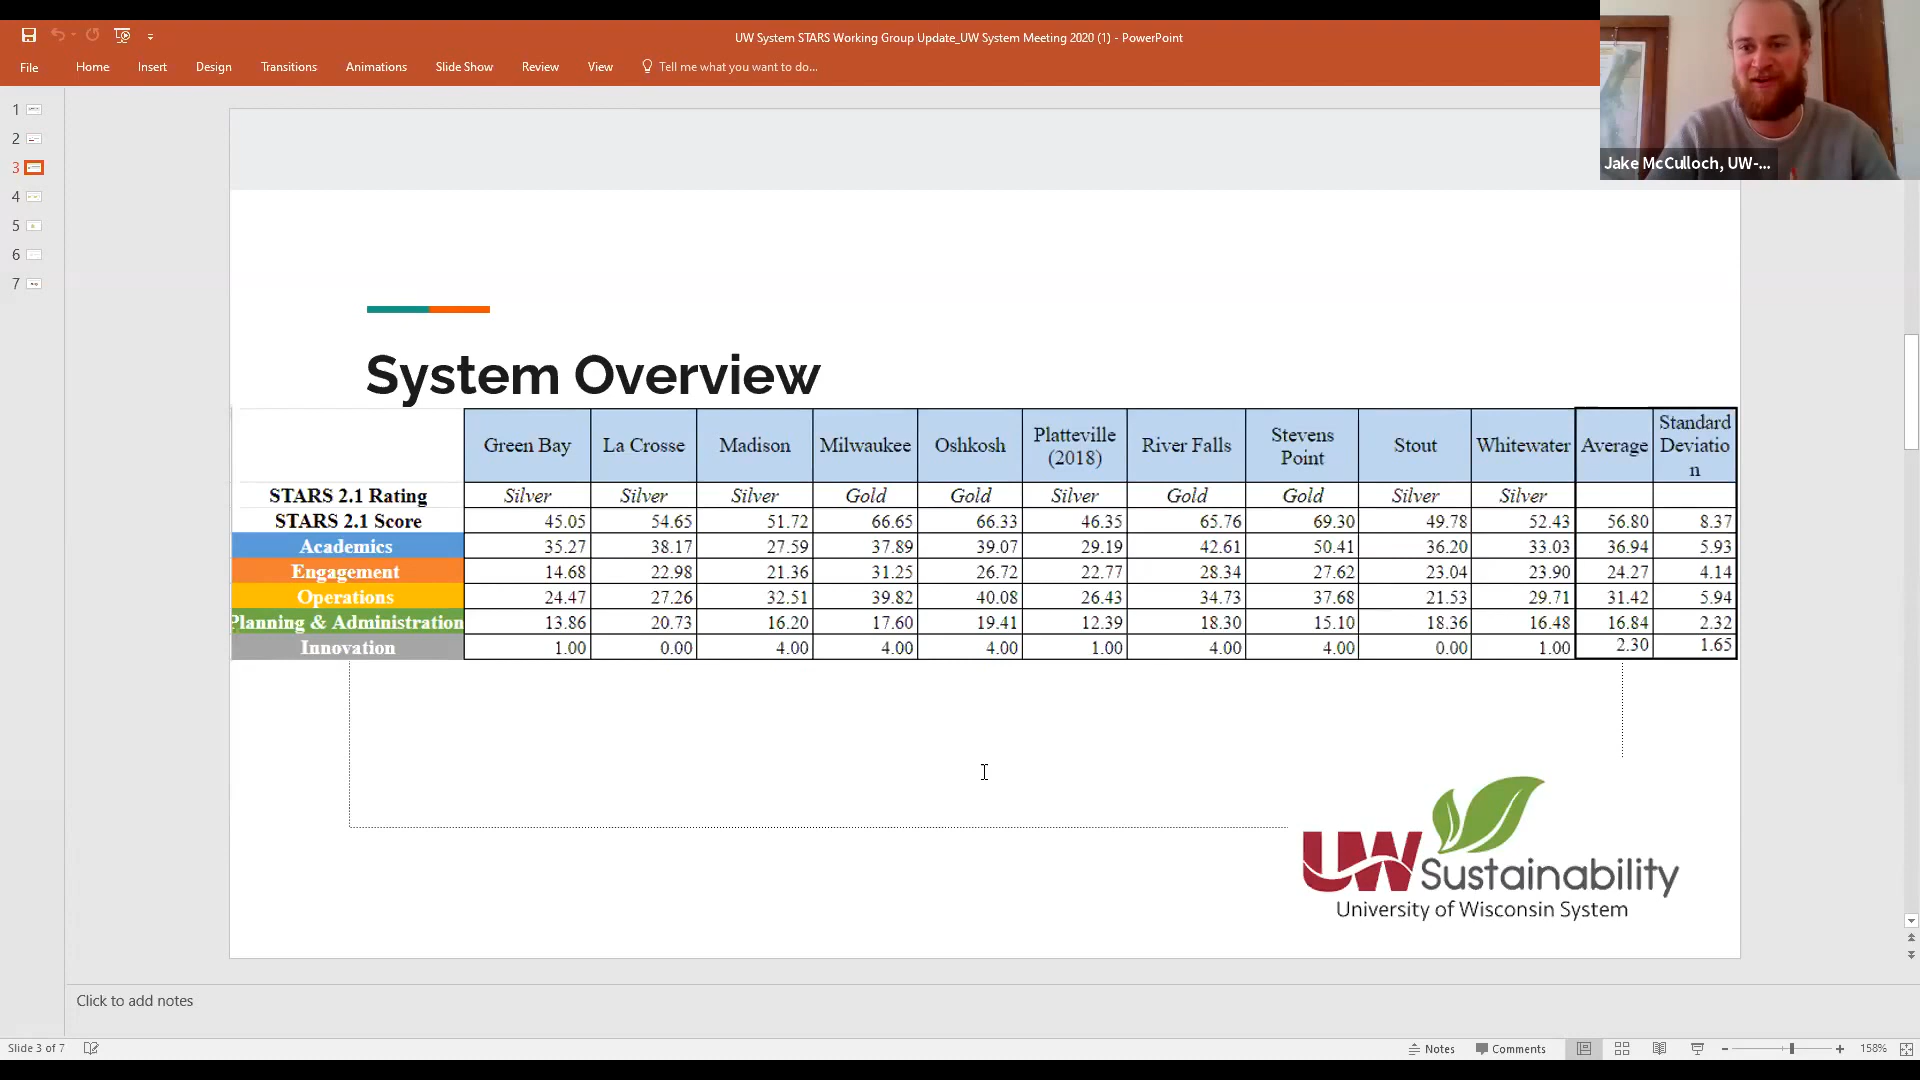 UW System STARS Working Group Update_UW System Meeting 2020 (1) - PowerPoint
File Home Insert Design Transitions Animations Slide Show Review View Tell me what you want to do...
Jake McCulloch, UW-...
1
2
3
4
5
6
7
System Overview
Green Bay La Crosse Madison Milwaukee Oshkosh Platteville (2018) River Falls Stevens Point Stout Whitewater Average Standard Deviatio n
STARS 2.1 Rating Silver Silver Silver Gold Gold Silver Gold Gold Silver Silver
STARS 2.1 Score 45.05 54.65 51.72 66.65 66.33 46.35 65.76 69.30 49.78 52.43 56.80 8.37
Academics 35.27 38.17 27.59 37.89 39.07 29.19 42.61 50.41 36.20 33.03 36.94 5.93
Engagement 14.68 22.98 21.36 31.25 26.72 22.77 28.34 27.62 23.04 23.90 24.27 4.14
Operations 24.47 27.26 32.51 39.82 40.08 26.43 34.73 37.68 21.53 29.71 31.42 5.94
Planning & Administration 13.86 20.73 16.20 17.60 19.41 12.39 18.30 15.10 18.36 16.48 16.84 2.32
Innovation 1.00 0.00 4.00 4.00 4.00 1.00 4.00 4.00 0.00 1.00 2.30 1.65
UW Sustainability
University of Wisconsin System
Click to add notes
Slide 3 of 7 Notes Comments 158%